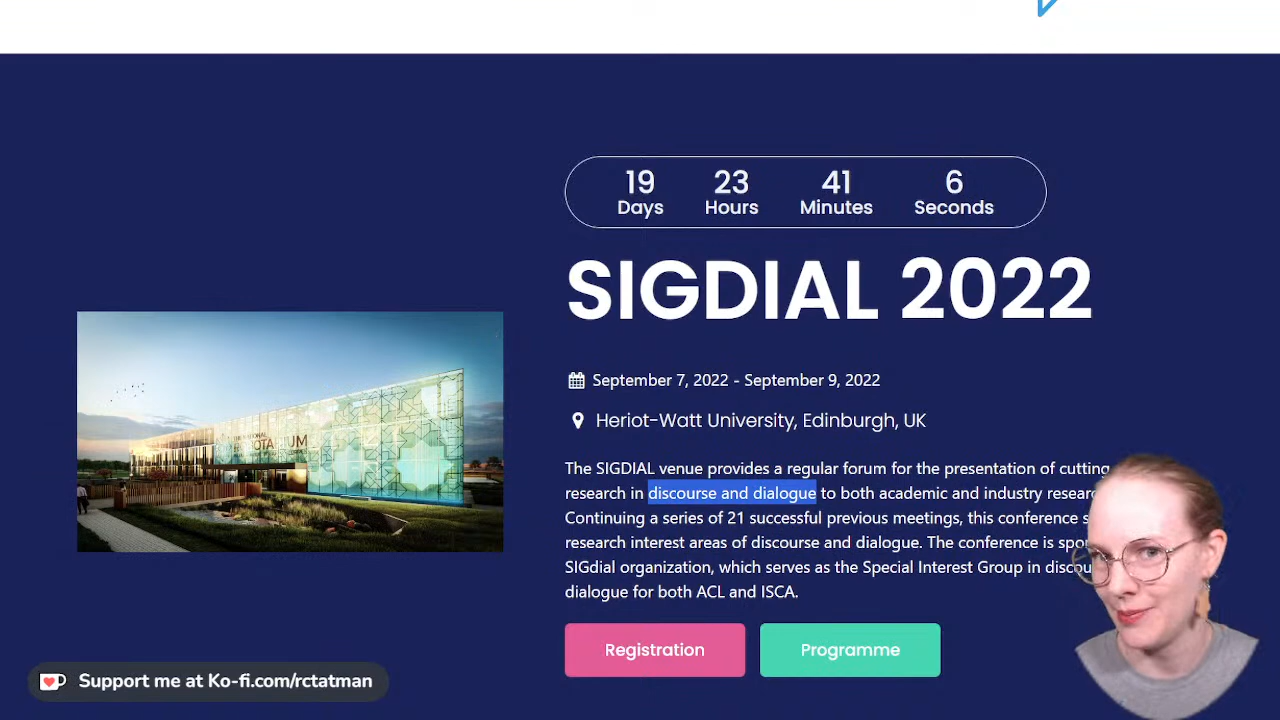 19 23 41 6
Days Hours Minutes Seconds
SIGDIAL 2022
September 7, 2022 - September 9, 2022
Heriot-Watt University, Edinburgh, UK
The SIGDIAL venue provides a regular forum for the presentation of cutting
research in discourse and dialogue to both academic and industry
Continuing a series of 21 successful previous meetings, this conference
research interest areas of discourse and dialogue. The conference is
SIGdial organization, which serves as the Special Interest Group in
dialogue for both ACL and ISCA.
Registration Programme
Support me at Ko-fi.com/rctatman